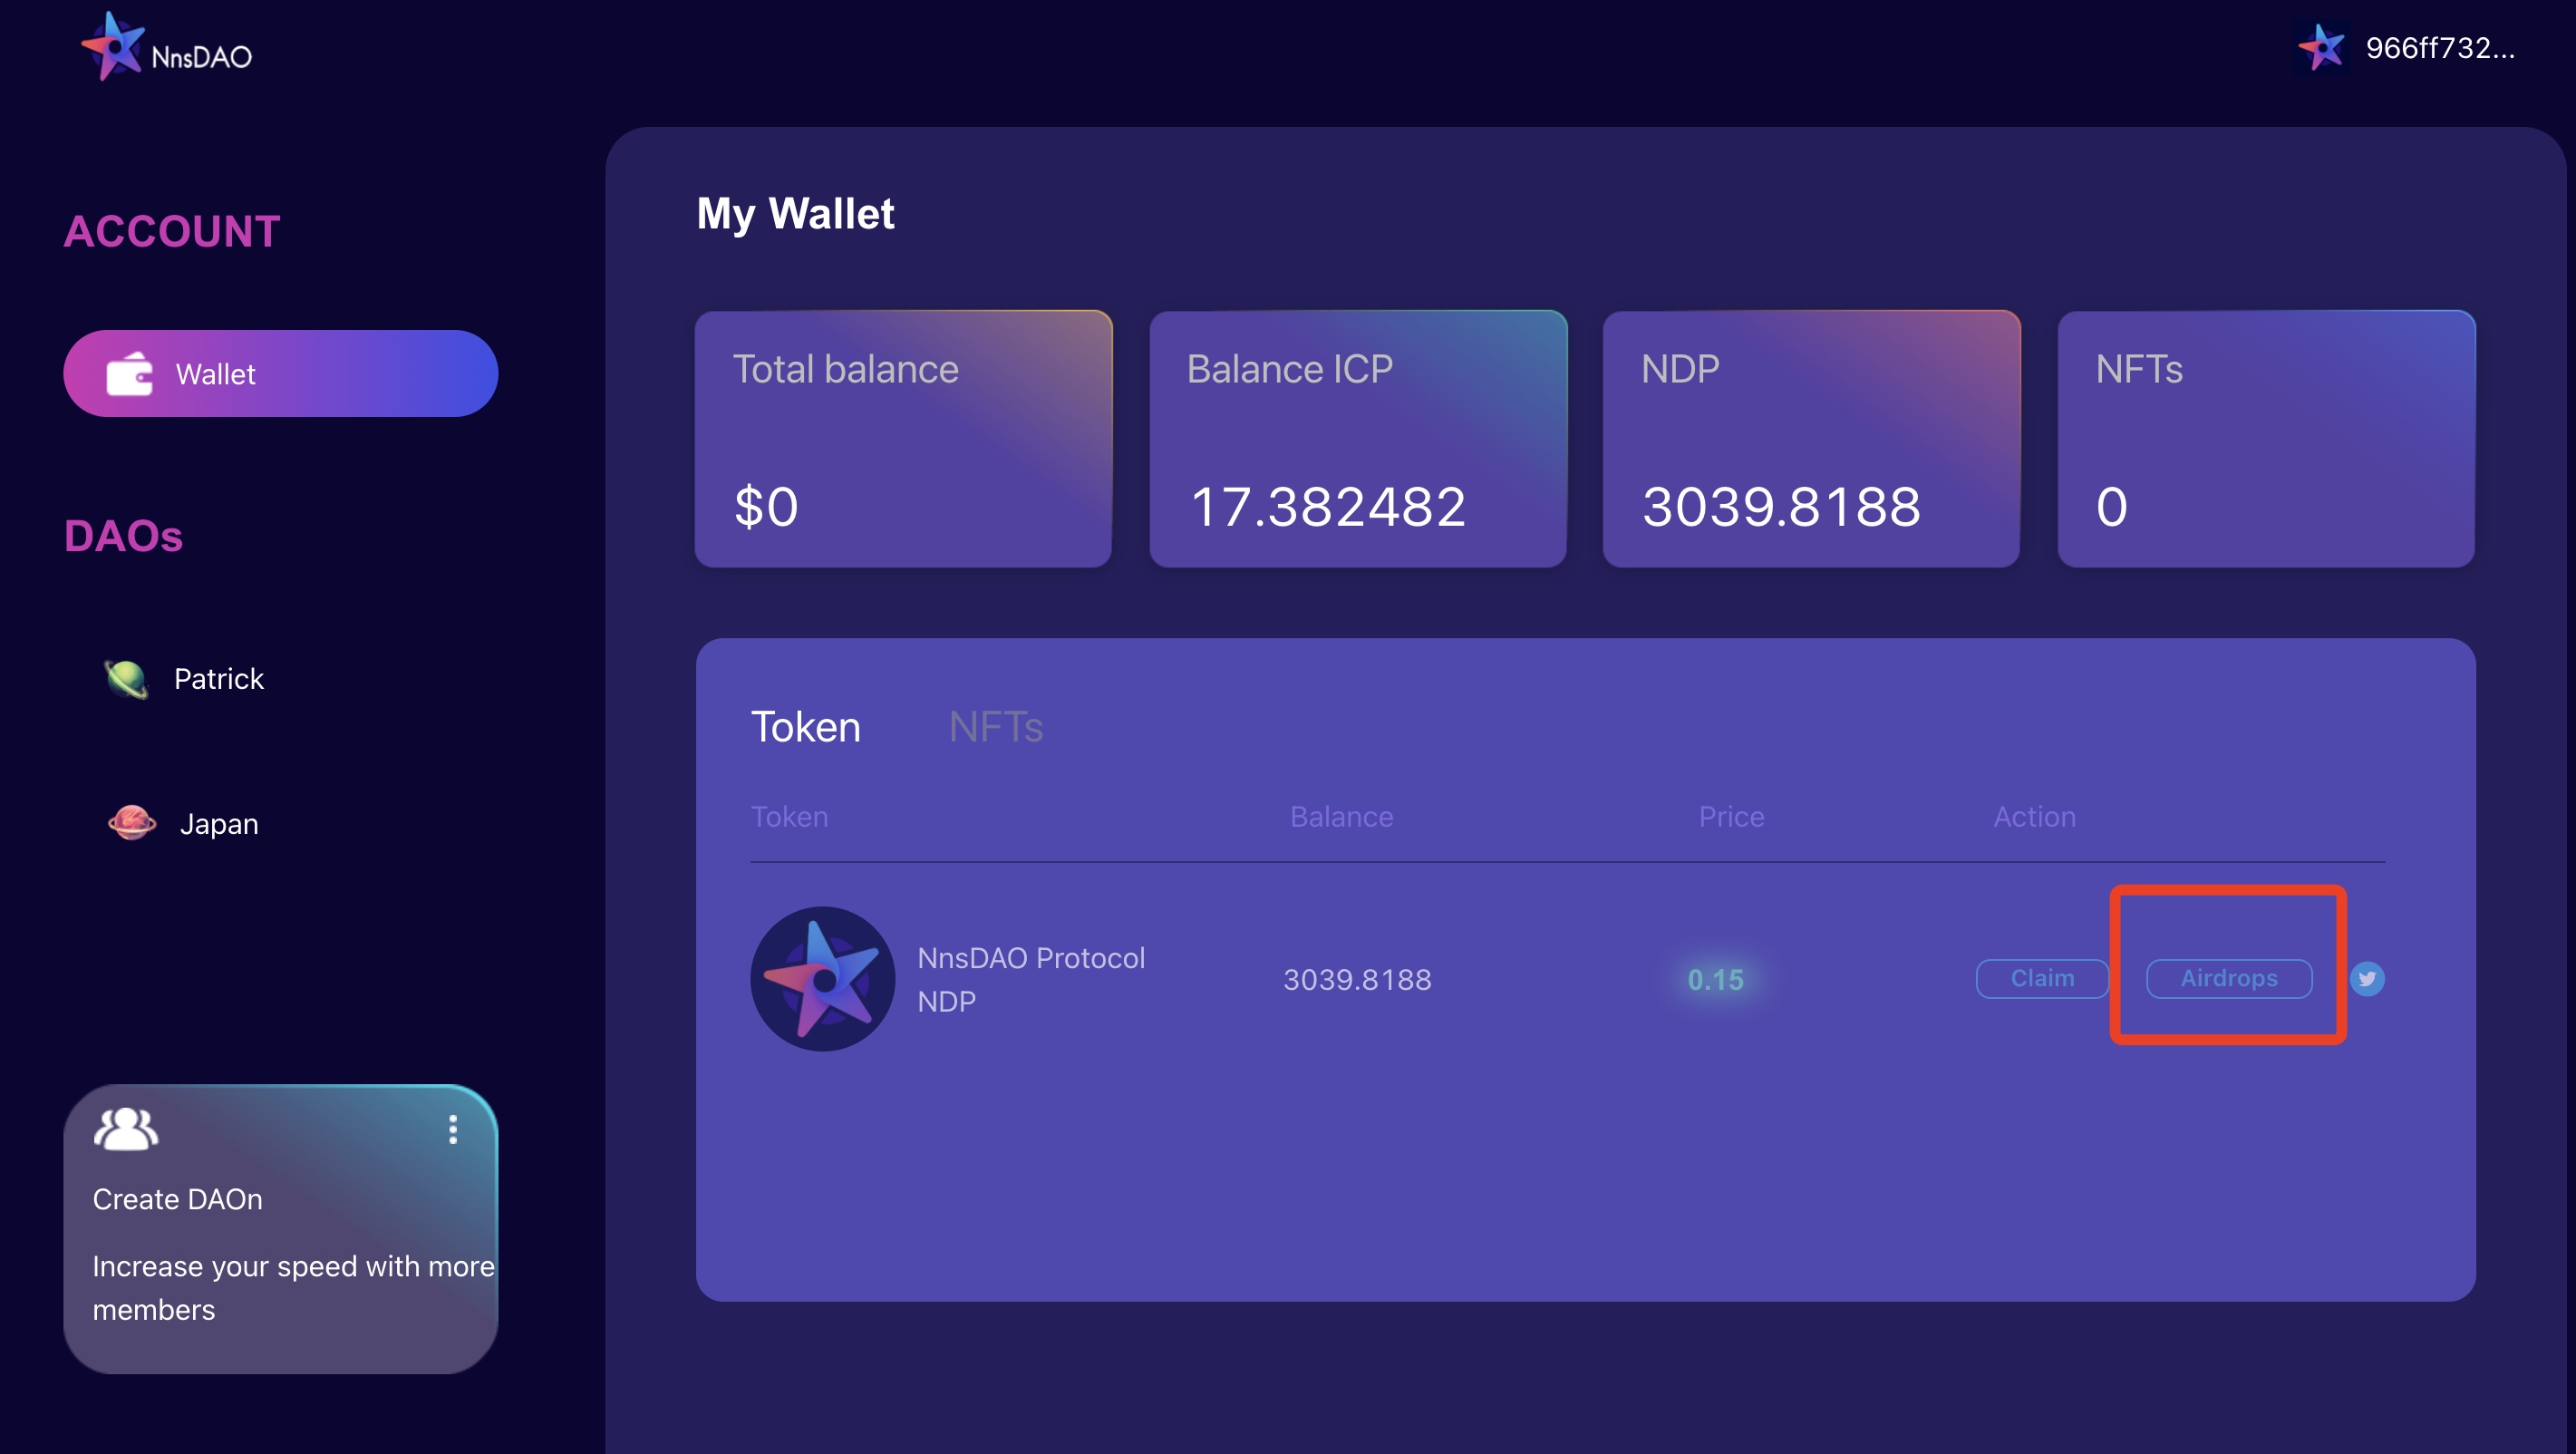 NnsDAO
966ff732...
ACCOUNT
Wallet
DAOs
Patrick
Japan
Create DAOn
Increase your speed with more
members
My Wallet
Total balance
$0
Balance ICP
17.382482
NDP
3039.8188
NFTs
0
Token NFTs
Token Balance Price Action
NnsDAO Protocol
NDP
3039.8188
0.15
Claim
Airdrops